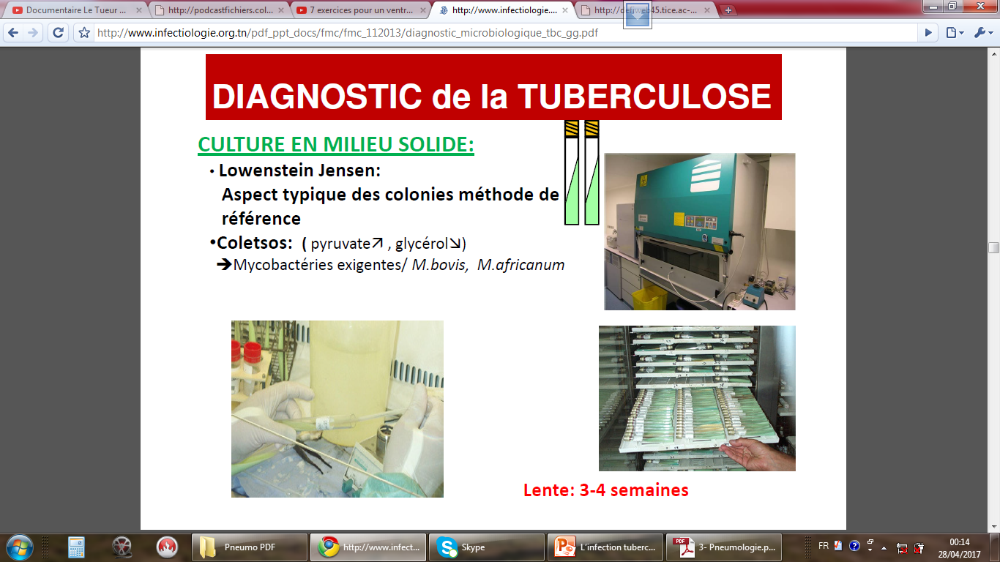 Documentaire Le Tueur ...
http://podcastfichiers.col...
7 exercices pour un ventr...
http://www.infectiologie....
http://defiweb45.tice.ac-...
http://www.infectiologie.org.tn/pdf_ppt_docs/fmc/fmc_112013/diagnostic_microbiologique_tbc_gg.pdf
DIAGNOSTIC de la TUBERCULOSE
CULTURE EN MILIEU SOLIDE:
• Lowenstein Jensen:
Aspect typique des colonies méthode de
référence
•Coletsos: ( pyruvate↗ , glycérol↘)
➔Mycobactéries exigentes/ M.bovis, M.africanum
Lente: 3-4 semaines
Pneumo PDF
http://www.infect...
Skype
L'infection tuberc...
3- Pneumologie.p...
FR
00:14
28/04/2017